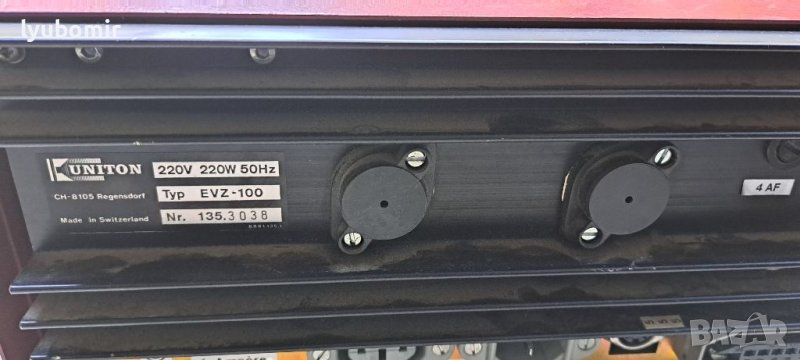 lyubomir
UNITON
220V 220W 50Hz
CH-8105 Regensdorf
Typ EVZ-100
Made in Switzerland
Nr. 135.3038
4 AF
BAZAR